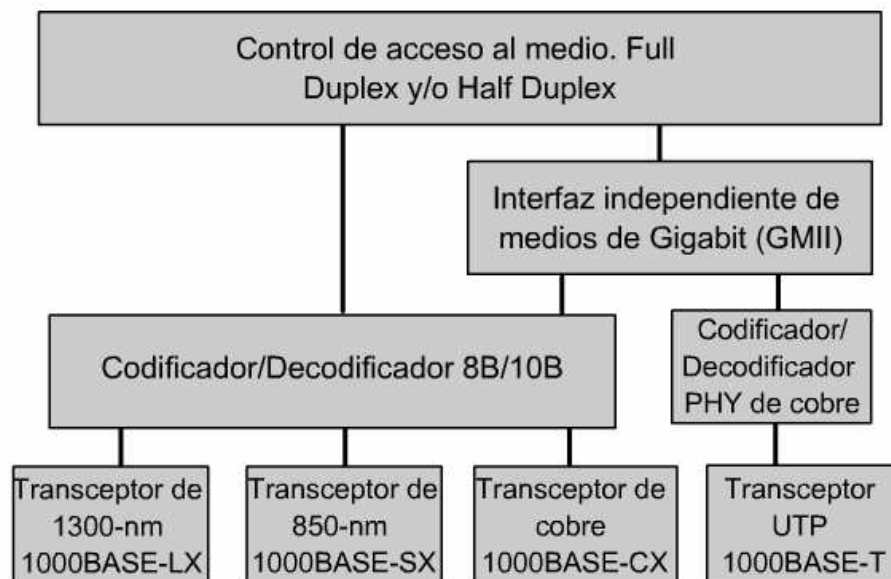 Control de acceso al medio. Full
Duplex y/o Half Duplex
Interfaz independiente de
medios de Gigabit (GMII)
Codificador/Decodificador 8B/10B
Codificador/
Decodificador
PHY de cobre
Transceptor de
1300-nm
1000BASE-LX
Transceptor de
850-nm
1000BASE-SX
Transceptor de
cobre
1000BASE-CX
Transceptor
UTP
1000BASE-T